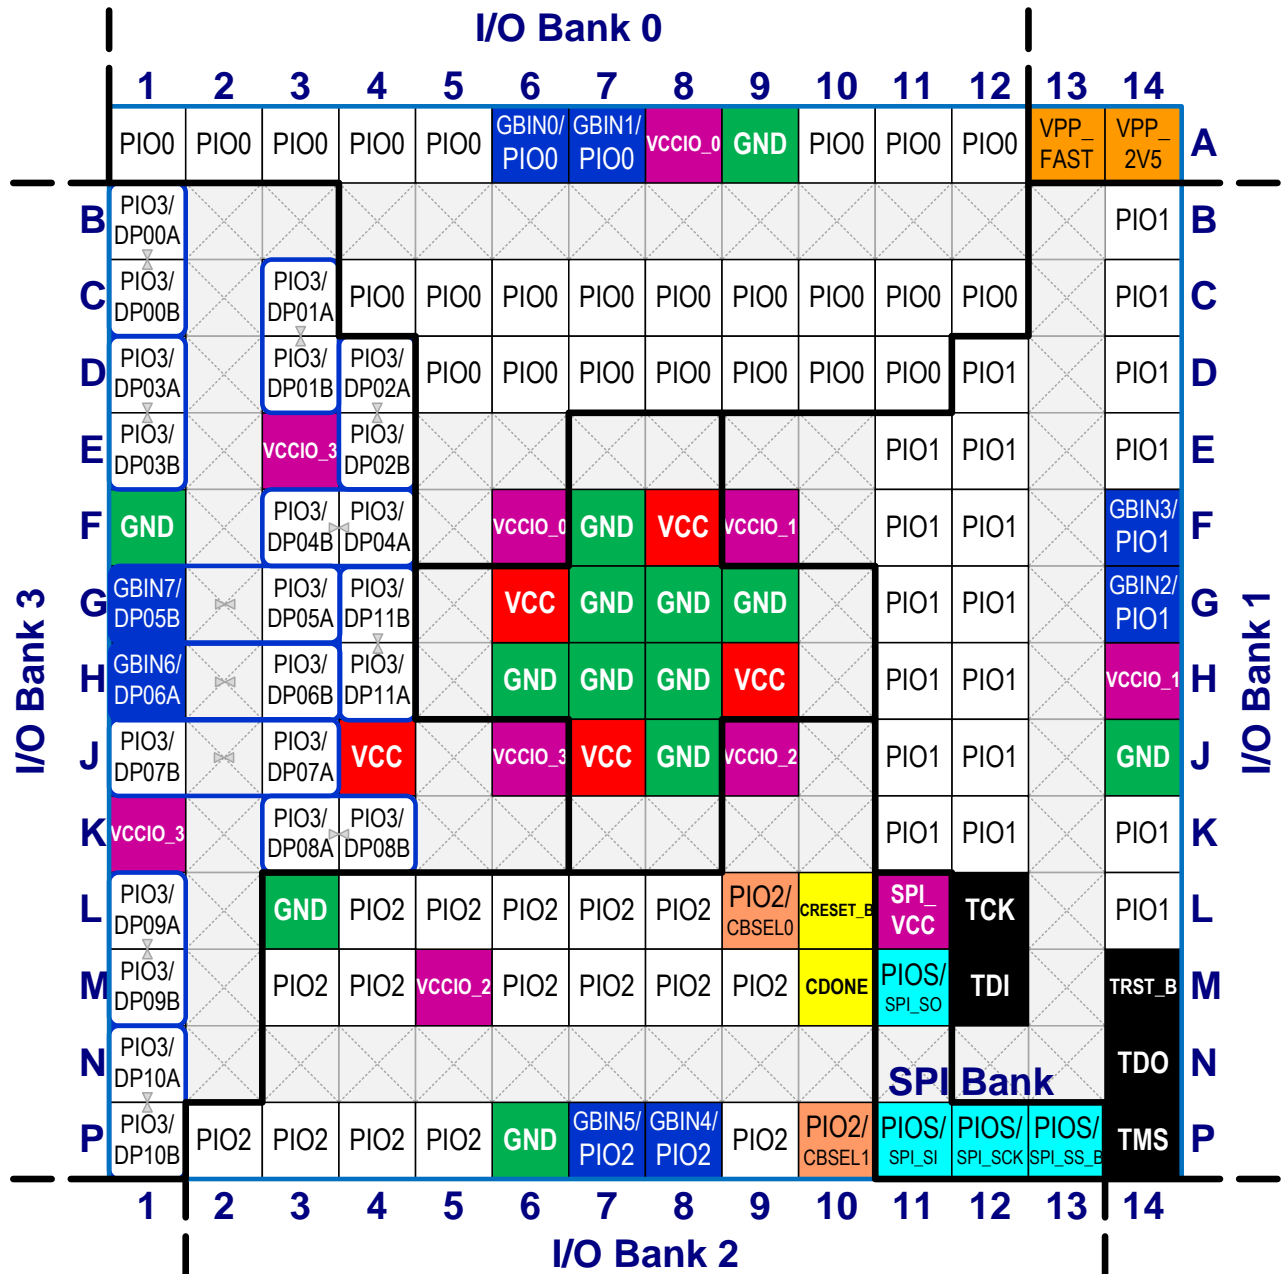 I/O Bank 0
1 2 3 4 5 6 7 8 9 10 11 12 13 14
PIO0 PIO0 PIO0 PIO0 PIO0 GBIN0/ PIO0 GBIN1/ PIO0 VCCIO_0 GND PIO0 PIO0 PIO0 VPP_ FAST VPP_ 2V5 A
B PIO3/ DP00A PIO1 B
C PIO3/ DP00B PIO3/ DP01A PIO0 PIO0 PIO0 PIO0 PIO0 PIO0 PIO0 PIO0 PIO0 PIO1 C
D PIO3/ DP03A PIO3/ DP01B PIO3/ DP02A PIO0 PIO0 PIO0 PIO0 PIO0 PIO0 PIO0 PIO1 PIO1 D
E PIO3/ DP03B VCCIO_3 PIO3/ DP02B PIO1 PIO1 PIO1 E
F GND PIO3/ DP04B PIO3/ DP04A VCCIO_0 GND VCC VCCIO_1 PIO1 PIO1 GBIN3/ PIO1 F
G GBIN7/ DP05B PIO3/ DP05A PIO3/ DP11B VCC GND GND GND PIO1 PIO1 GBIN2/ PIO1 G
H GBIN6/ DP06A PIO3/ DP06B PIO3/ DP11A GND GND GND VCC PIO1 PIO1 VCCIO_1 H
J PIO3/ DP07B PIO3/ DP07A VCC VCCIO_3 VCC GND VCCIO_2 PIO1 PIO1 GND J
K VCCIO_3 PIO3/ DP08A PIO3/ DP08B PIO1 PIO1 PIO1 K
L PIO3/ DP09A GND PIO2 PIO2 PIO2 PIO2 PIO2 PIO2/ CBSEL0 CRESET_B SPI_ VCC TCK PIO1 L
M PIO3/ DP09B PIO2 PIO2 VCCIO_2 PIO2 PIO2 PIO2 PIO2 CDONE PIOS/ SPI_SO TDI TRST_B M
N PIO3/ DP10A SPI Bank TDO N
P PIO3/ DP10B PIO2 PIO2 PIO2 PIO2 GND GBIN5/ PIO2 GBIN4/ PIO2 PIO2 PIO2/ CBSEL1 PIOS/ SPI_SI PIOS/ SPI_SCK PIOS/ SPI_SS_B TMS P
1 2 3 4 5 6 7 8 9 10 11 12 13 14
I/O Bank 2
I/O Bank 3
I/O Bank 1